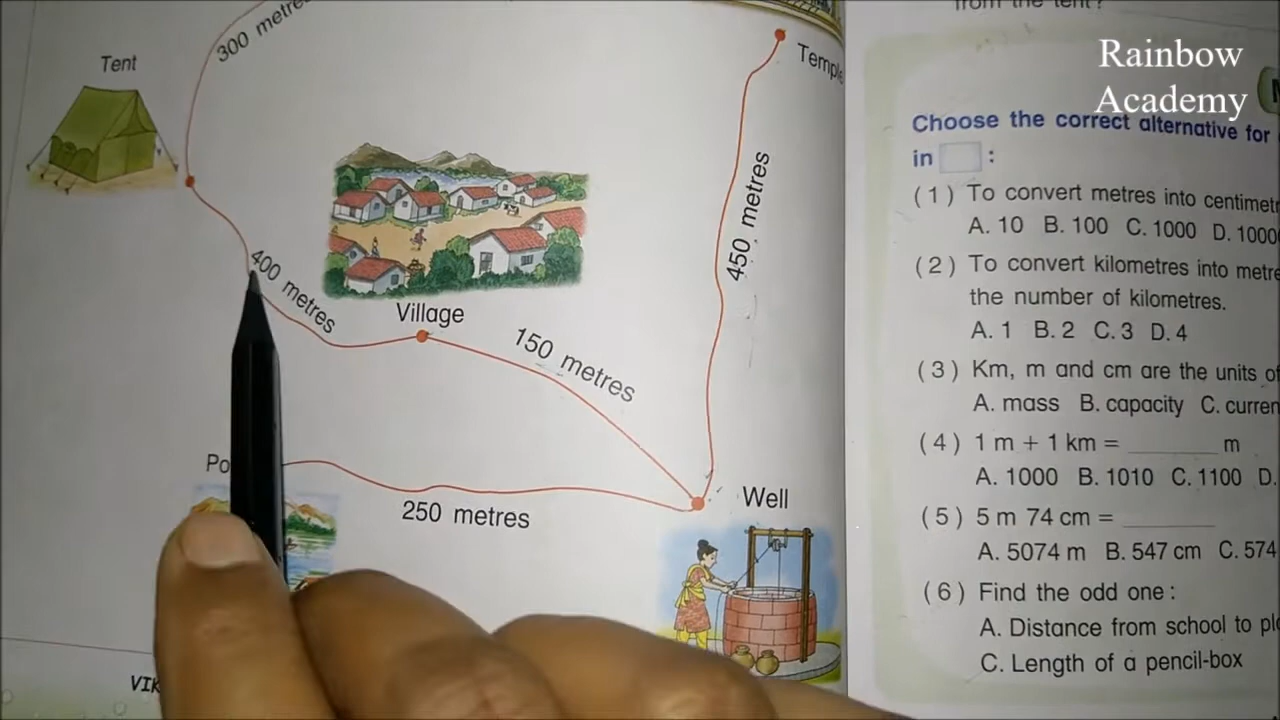 300 metres
Tent
Temple
450 metres
400 metres
Village
150 metres
250 metres
Well
VIK
from the tent?
Rainbow
Academy
Choose the correct alternative for
in :
(1) To convert metres into centimetr
A. 10 B. 100 C. 1000 D. 1000
(2) To convert kilometres into metre
the number of kilometres.
A. 1 B. 2 C. 3 D. 4
(3) Km, m and cm are the units of
A. mass B. capacity C. curren
(4) 1 m + 1 km = ______ m
A. 1000 B. 1010 C. 1100 D.
(5) 5 m 74 cm = ______
A. 5074 m B. 547 cm C. 574
(6) Find the odd one:
A. Distance from school to pl
C. Length of a pencil-box